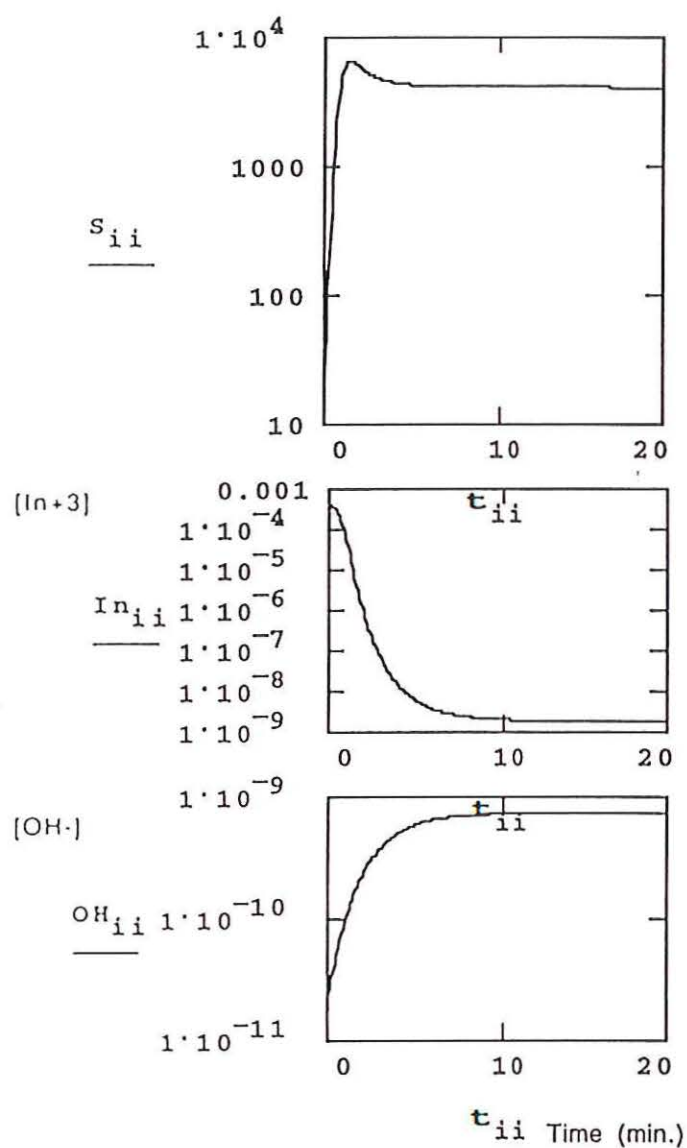 1·10⁴
1000
S_ii
100
10
0 10 20
[In+3]
0.001
t_ii
1·10⁻⁴
1·10⁻⁵
In_ii 1·10⁻⁶
1·10⁻⁷
1·10⁻⁸
1·10⁻⁹
0 10 20
1·10⁻⁹
t_ii
[OH-]
OH_ii 1·10⁻¹⁰
1·10⁻¹¹
0 10 20
t_ii Time (min.)